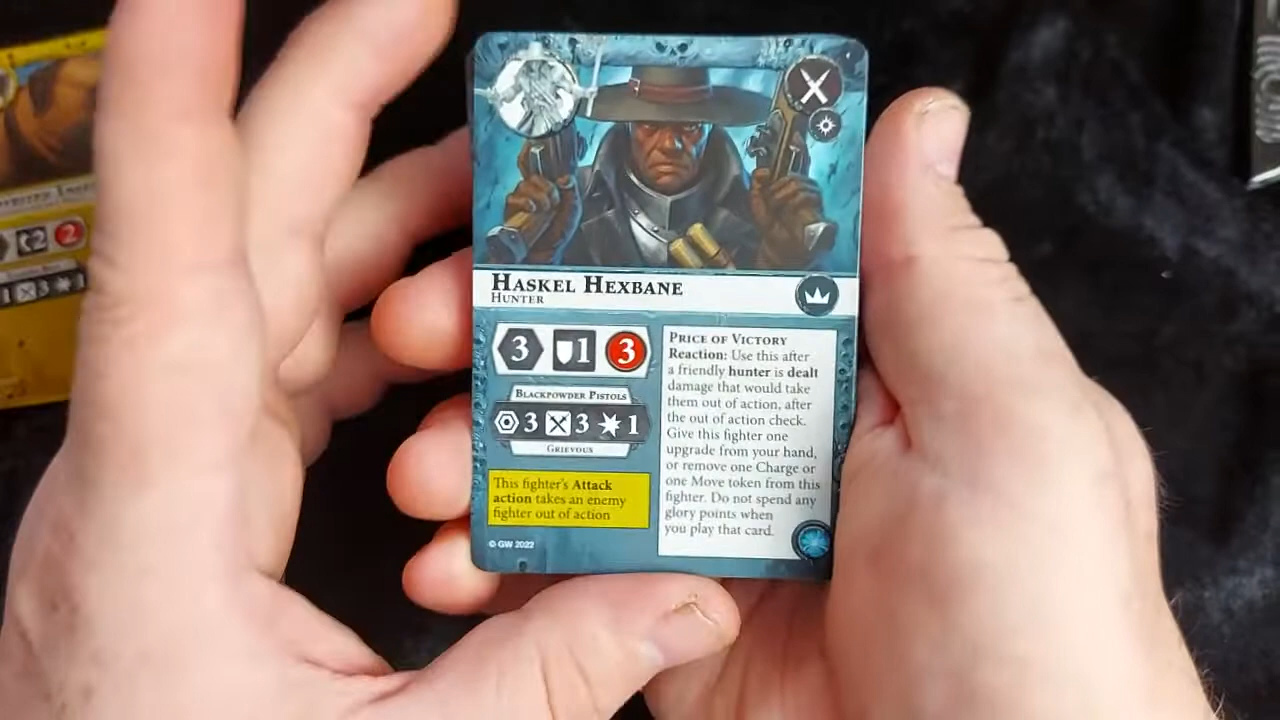 HASKEL HEXBANE
HUNTER
3 1 3
BLACKPOWDER PISTOLS
3 3 1
GRIEVOUS
This fighter's Attack
action takes an enemy
fighter out of action
© GW 2022
PRICE OF VICTORY
Reaction: Use this after
a friendly hunter is dealt
damage that would take
them out of action, after
the out of action check.
Give this fighter one
upgrade from your hand,
or remove one Charge or
one Move token from this
fighter. Do not spend any
glory points when
you play that card.
2 2
3